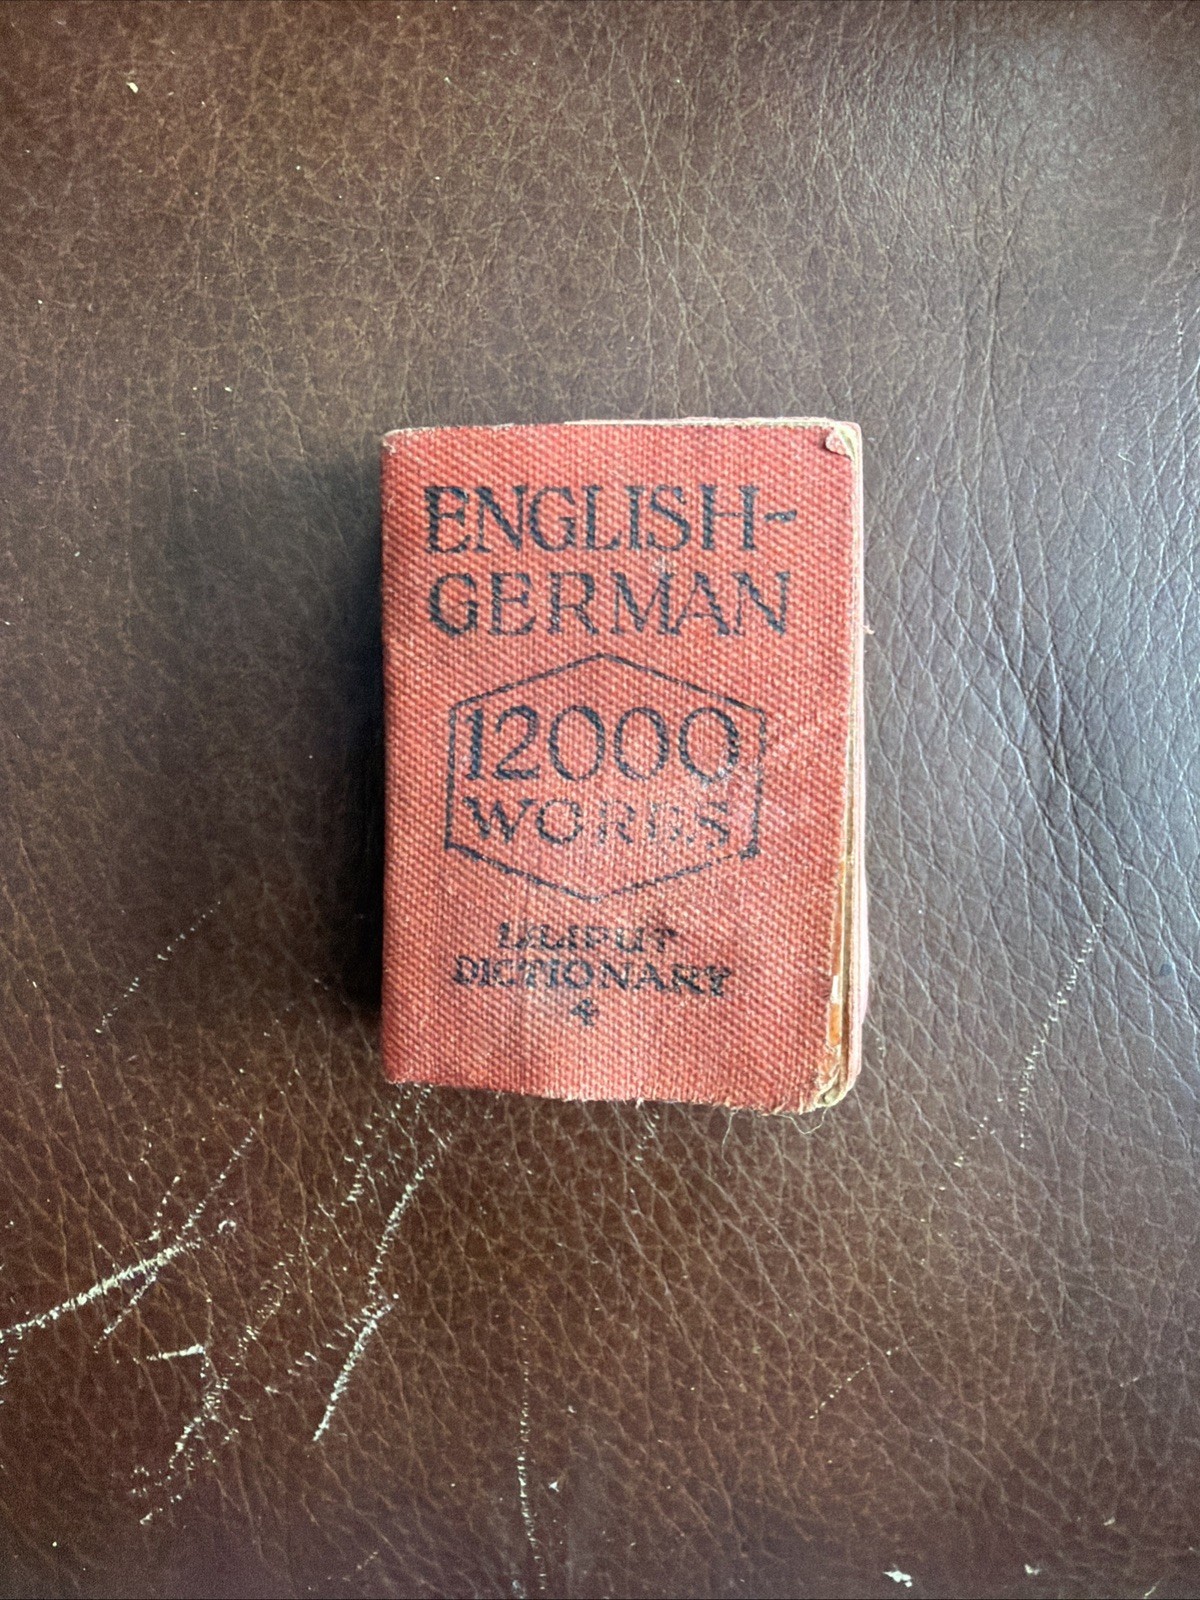 ENGLISH-
GERMAN
12000
WORDS
LILIPUT
DICTIONARY
4